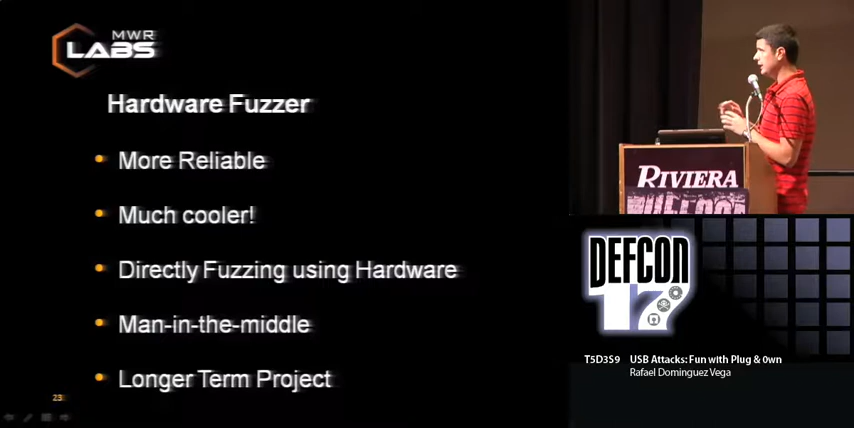 MWR
LABS
Hardware Fuzzer
More Reliable
Much cooler!
Directly Fuzzing using Hardware
Man-in-the-middle
Longer Term Project
23
RIVIERA
DEFCON
17
T5D3S9 USB Attacks: Fun with Plug & 0wn
Rafael Dominguez Vega